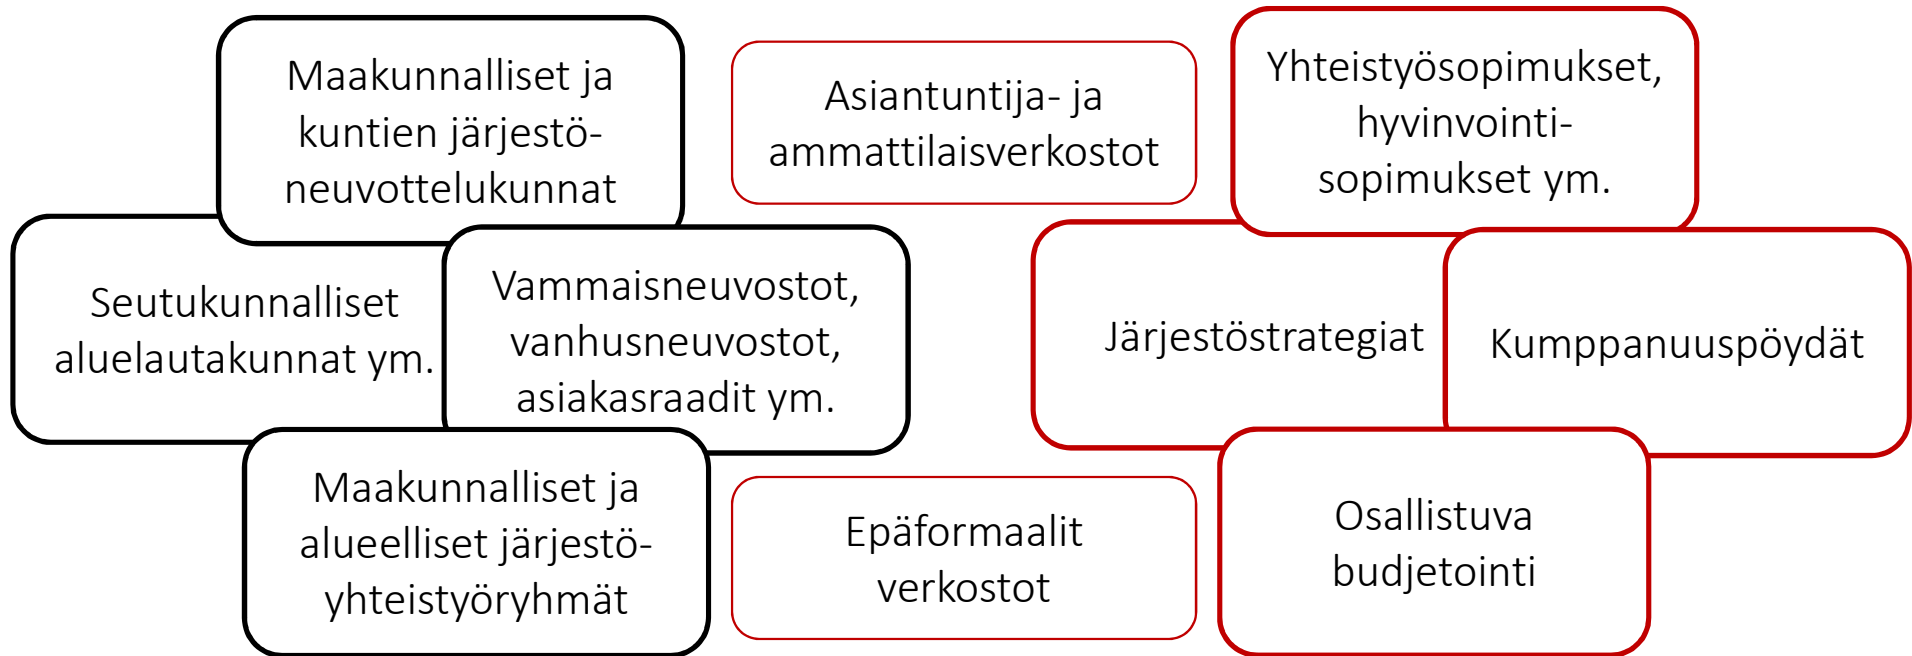 Maakunnalliset ja
kuntien järjestö-
neuvottelukunnat
Asiantuntija- ja
ammattilaisverkostot
Yhteistyösopimukset,
hyvinvointi-
sopimukset ym.
Seutukunnalliset
aluelautakunnat ym.
Vammaisneuvostot,
vanhusneuvostot,
asiakasraadit ym.
Järjestöstrategiat
Kumppanuuspöydät
Maakunnalliset ja
alueelliset järjestö-
yhteistyöryhmät
Epäformaalit
verkostot
Osallistuva
budjetointi